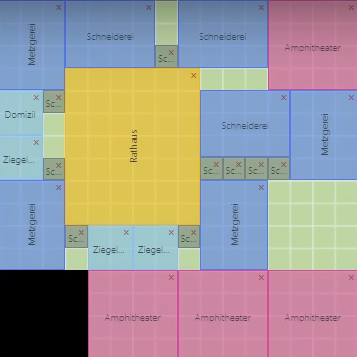 Metzgerei
Schneiderei
Schneiderei
Amphitheater
Sc...
Domizil
Sc...
Rathaus
Schneiderei
Metzgerei
Ziegel...
Sc...
Sc...
Sc...
Sc...
Sc...
Metzgerei
Sc...
Ziegel...
Ziegel...
Sc...
Metzgerei
Amphitheater
Amphitheater
Amphitheater